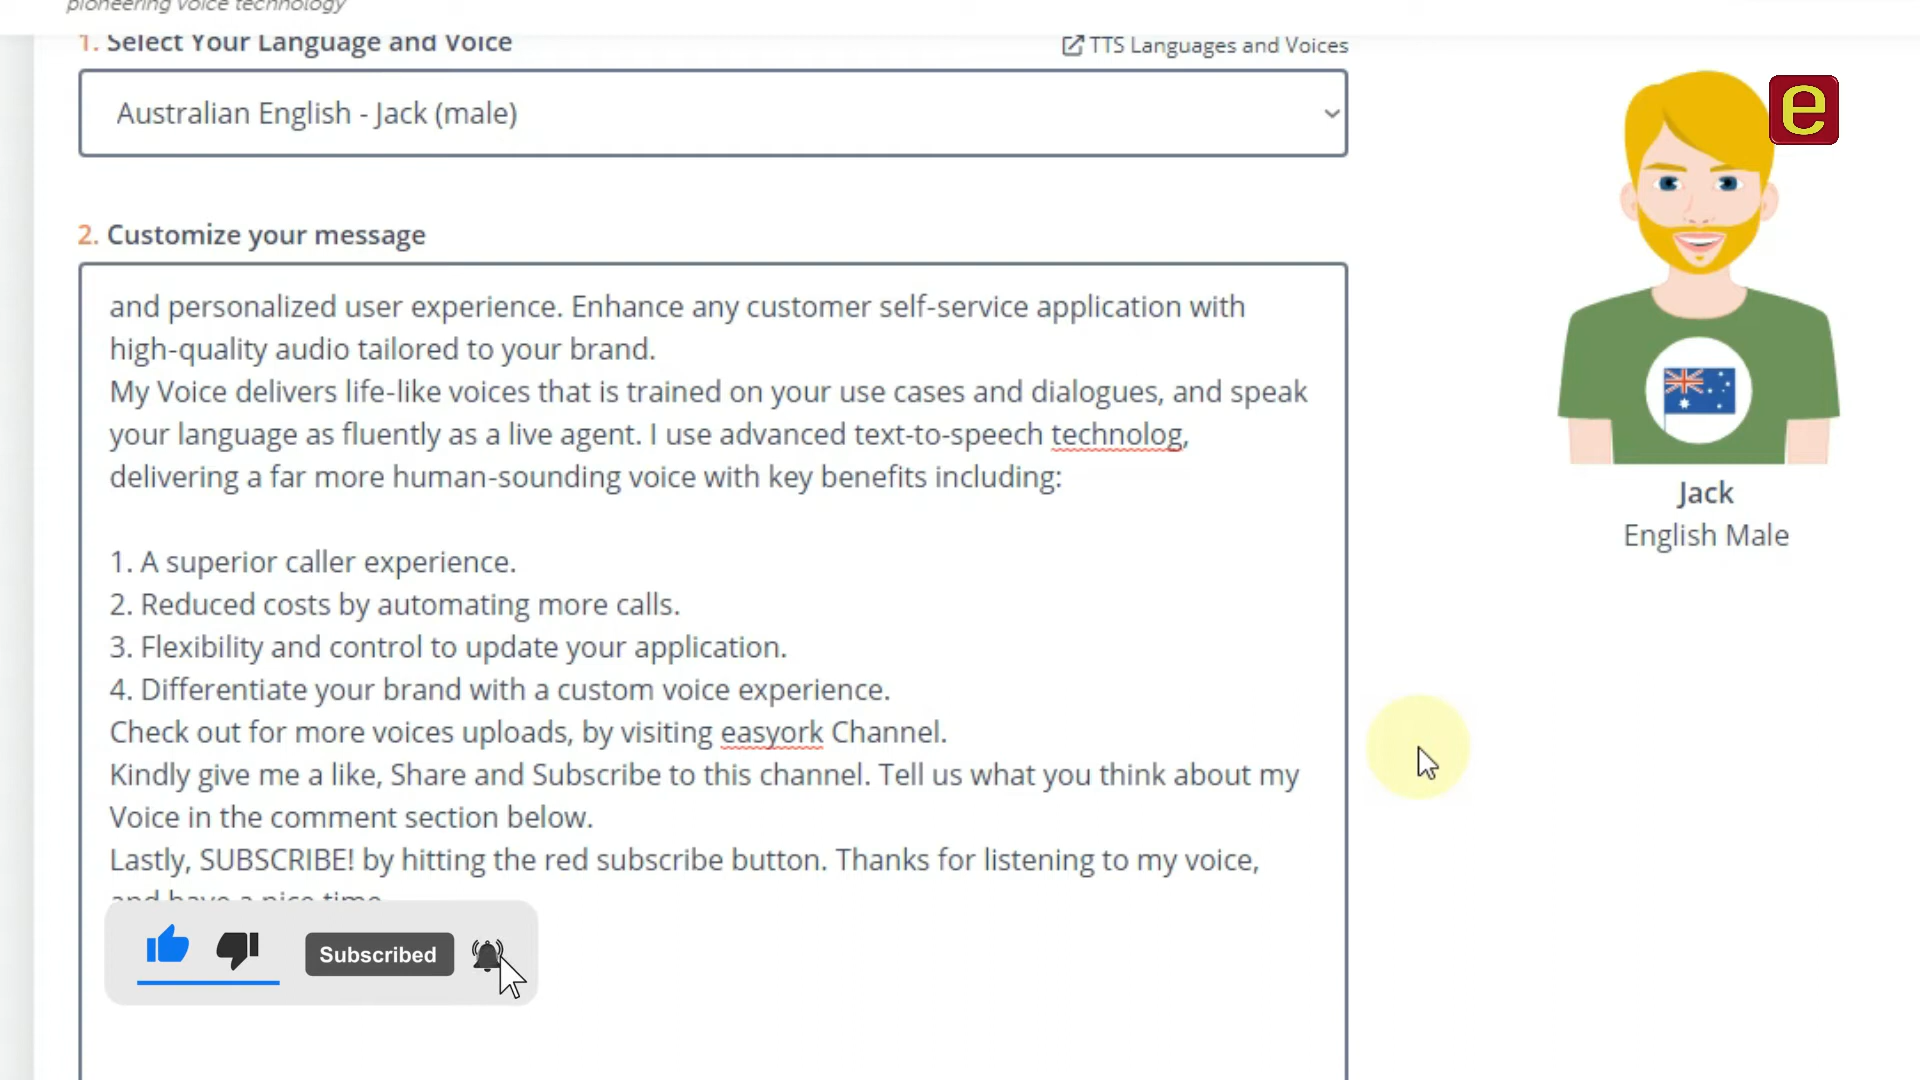 pioneering voice technology
1. Select Your Language and Voice
TTS Languages and Voices
Australian English - Jack (male)
e
2. Customize your message
and personalized user experience. Enhance any customer self-service application with
high-quality audio tailored to your brand.
My Voice delivers life-like voices that is trained on your use cases and dialogues, and speak
your language as fluently as a live agent. I use advanced text-to-speech technolog,
delivering a far more human-sounding voice with key benefits including:
1. A superior caller experience.
2. Reduced costs by automating more calls.
3. Flexibility and control to update your application.
4. Differentiate your brand with a custom voice experience.
Check out for more voices uploads, by visiting easyork Channel.
Kindly give me a like, Share and Subscribe to this channel. Tell us what you think about my
Voice in the comment section below.
Lastly, SUBSCRIBE! by hitting the red subscribe button. Thanks for listening to my voice,
and have a nice time
Subscribed
Jack
English Male